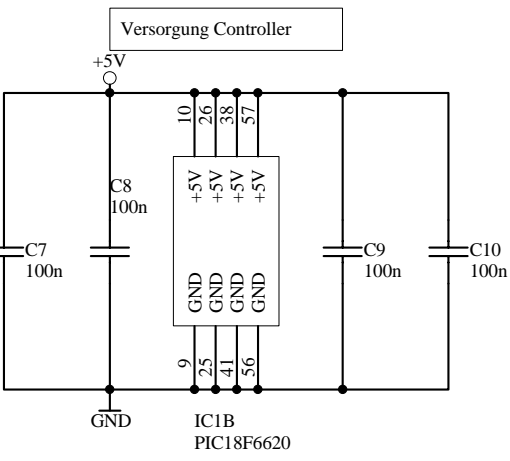 Versorgung Controller
+5V
10
26
38
57
C8
100n
+5V
+5V
+5V
+5V
C7
100n
C9
100n
C10
100n
GND
GND
GND
GND
9
25
41
56
GND
IC1B
PIC18F6620